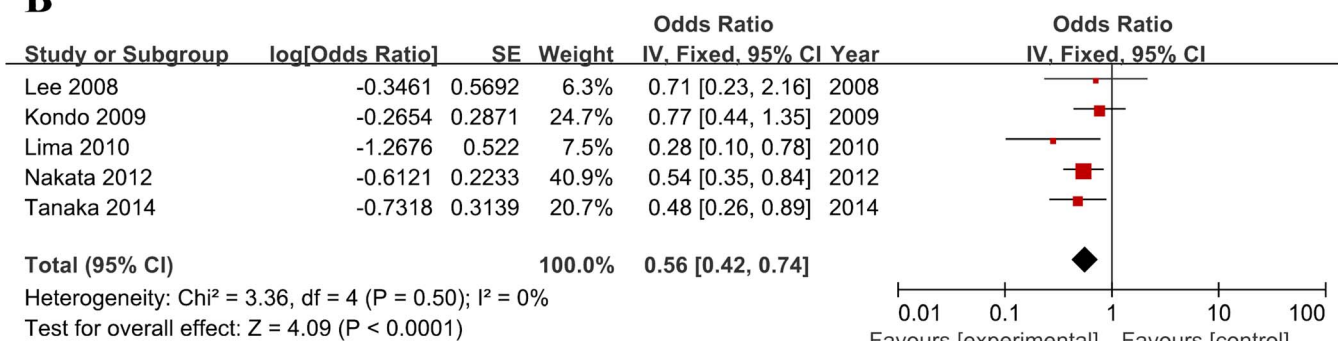 B
Odds Ratio Odds Ratio
Study or Subgroup log[Odds Ratio] SE Weight IV, Fixed, 95% CI Year IV, Fixed, 95% CI
Lee 2008 -0.3461 0.5692 6.3% 0.71 [0.23, 2.16] 2008
Kondo 2009 -0.2654 0.2871 24.7% 0.77 [0.44, 1.35] 2009
Lima 2010 -1.2676 0.522 7.5% 0.28 [0.10, 0.78] 2010
Nakata 2012 -0.6121 0.2233 40.9% 0.54 [0.35, 0.84] 2012
Tanaka 2014 -0.7318 0.3139 20.7% 0.48 [0.26, 0.89] 2014
Total (95% CI) 100.0% 0.56 [0.42, 0.74]
Heterogeneity: Chi² = 3.36, df = 4 (P = 0.50); I² = 0%
Test for overall effect: Z = 4.09 (P < 0.0001)
0.01 0.1 1 10 100
Favours [experimental] Favours [control]